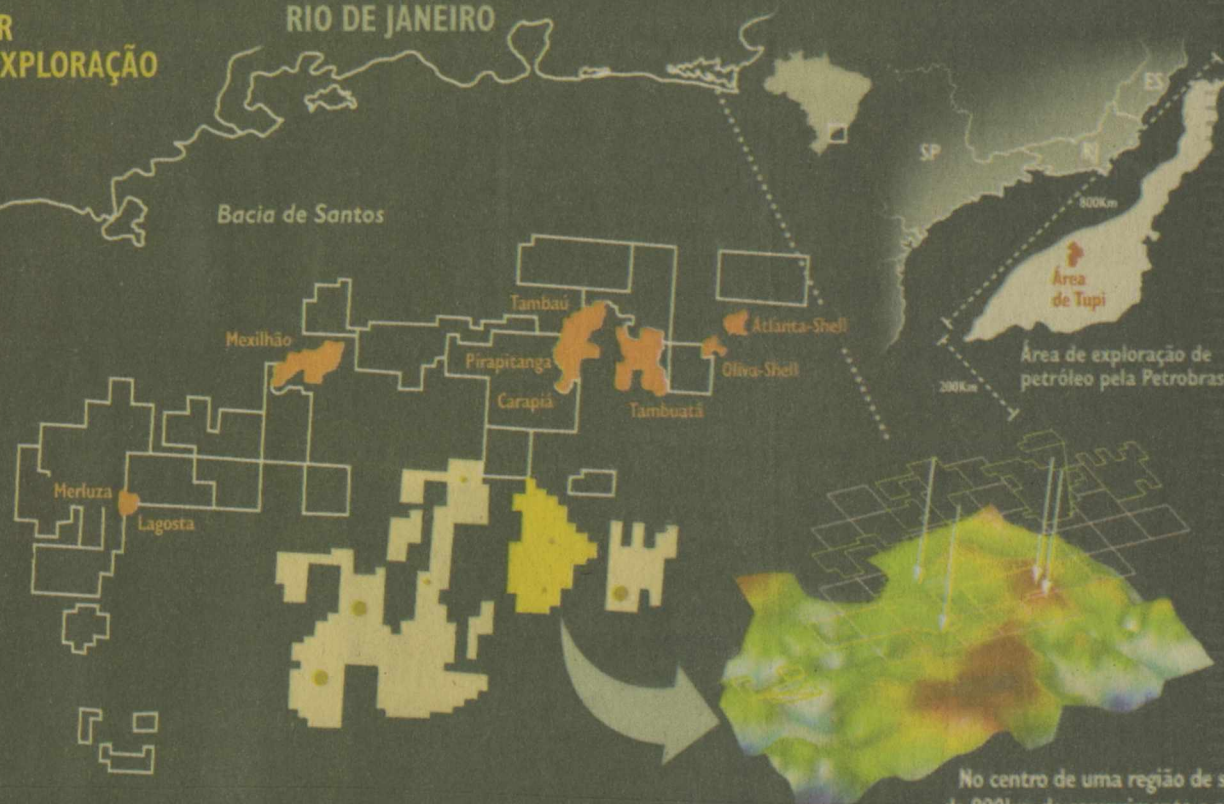 R
XPLORAÇÃO
RIO DE JANEIRO
ES
SP
RJ
800Km
Bacia de Santos
Área
de Tupi
Tambaú
Atlanta-Shell
Mexilhão
Pirapitanga
Oliva-Shell
Área de exploração de
petróleo pela Petrobras
200Km
Carapiá
Tambuatá
Merluza
Lagosta
No centro de uma região de